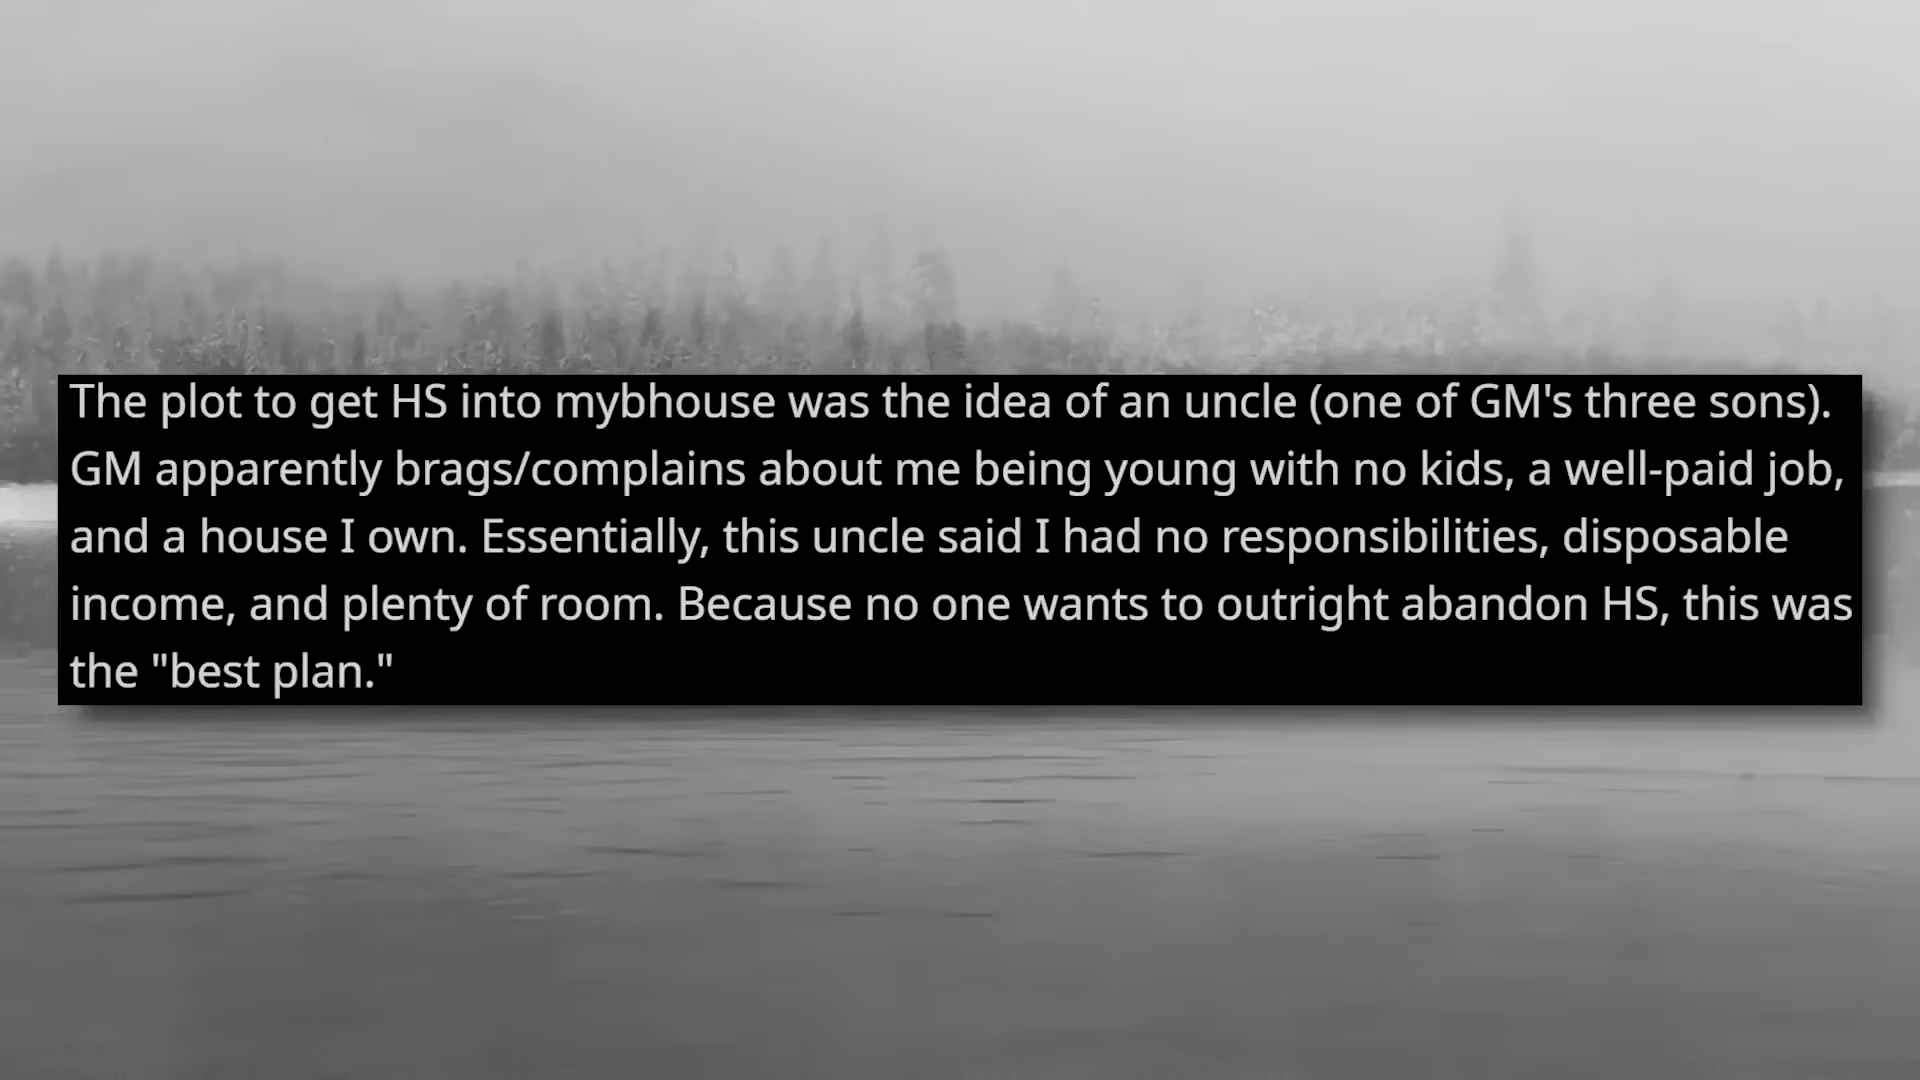 The plot to get HS into mybhouse was the idea of an uncle (one of GM's three sons).
GM apparently brags/complains about me being young with no kids, a well-paid job,
and a house I own. Essentially, this uncle said I had no responsibilities, disposable
income, and plenty of room. Because no one wants to outright abandon HS, this was
the "best plan."